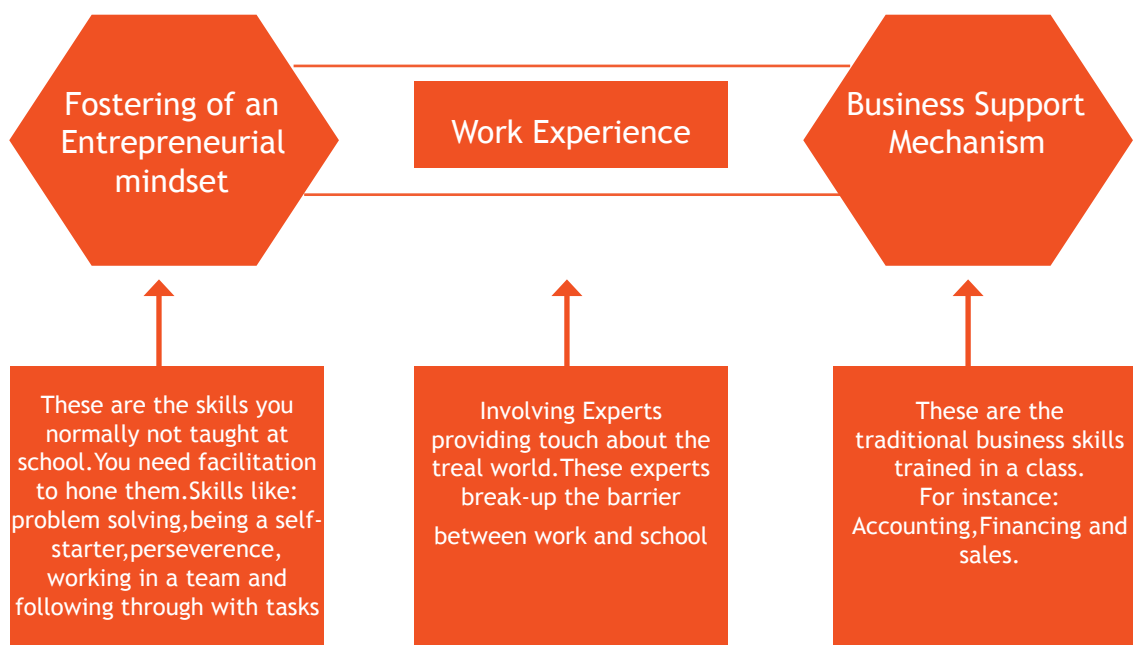 Fostering of an
Entrepreneurial
mindset
Work Experience
Business Support
Mechanism
These are the skills you
normally not taught at
school.You need facilitation
to hone them.Skills like:
problem solving,being a self-
starter,perseverence,
working in a team and
following through with tasks
Involving Experts
providing touch about the
treal world.These experts
break-up the barrier
between work and school
These are the
traditional business skills
trained in a class.
For instance:
Accounting,Financing and
sales.